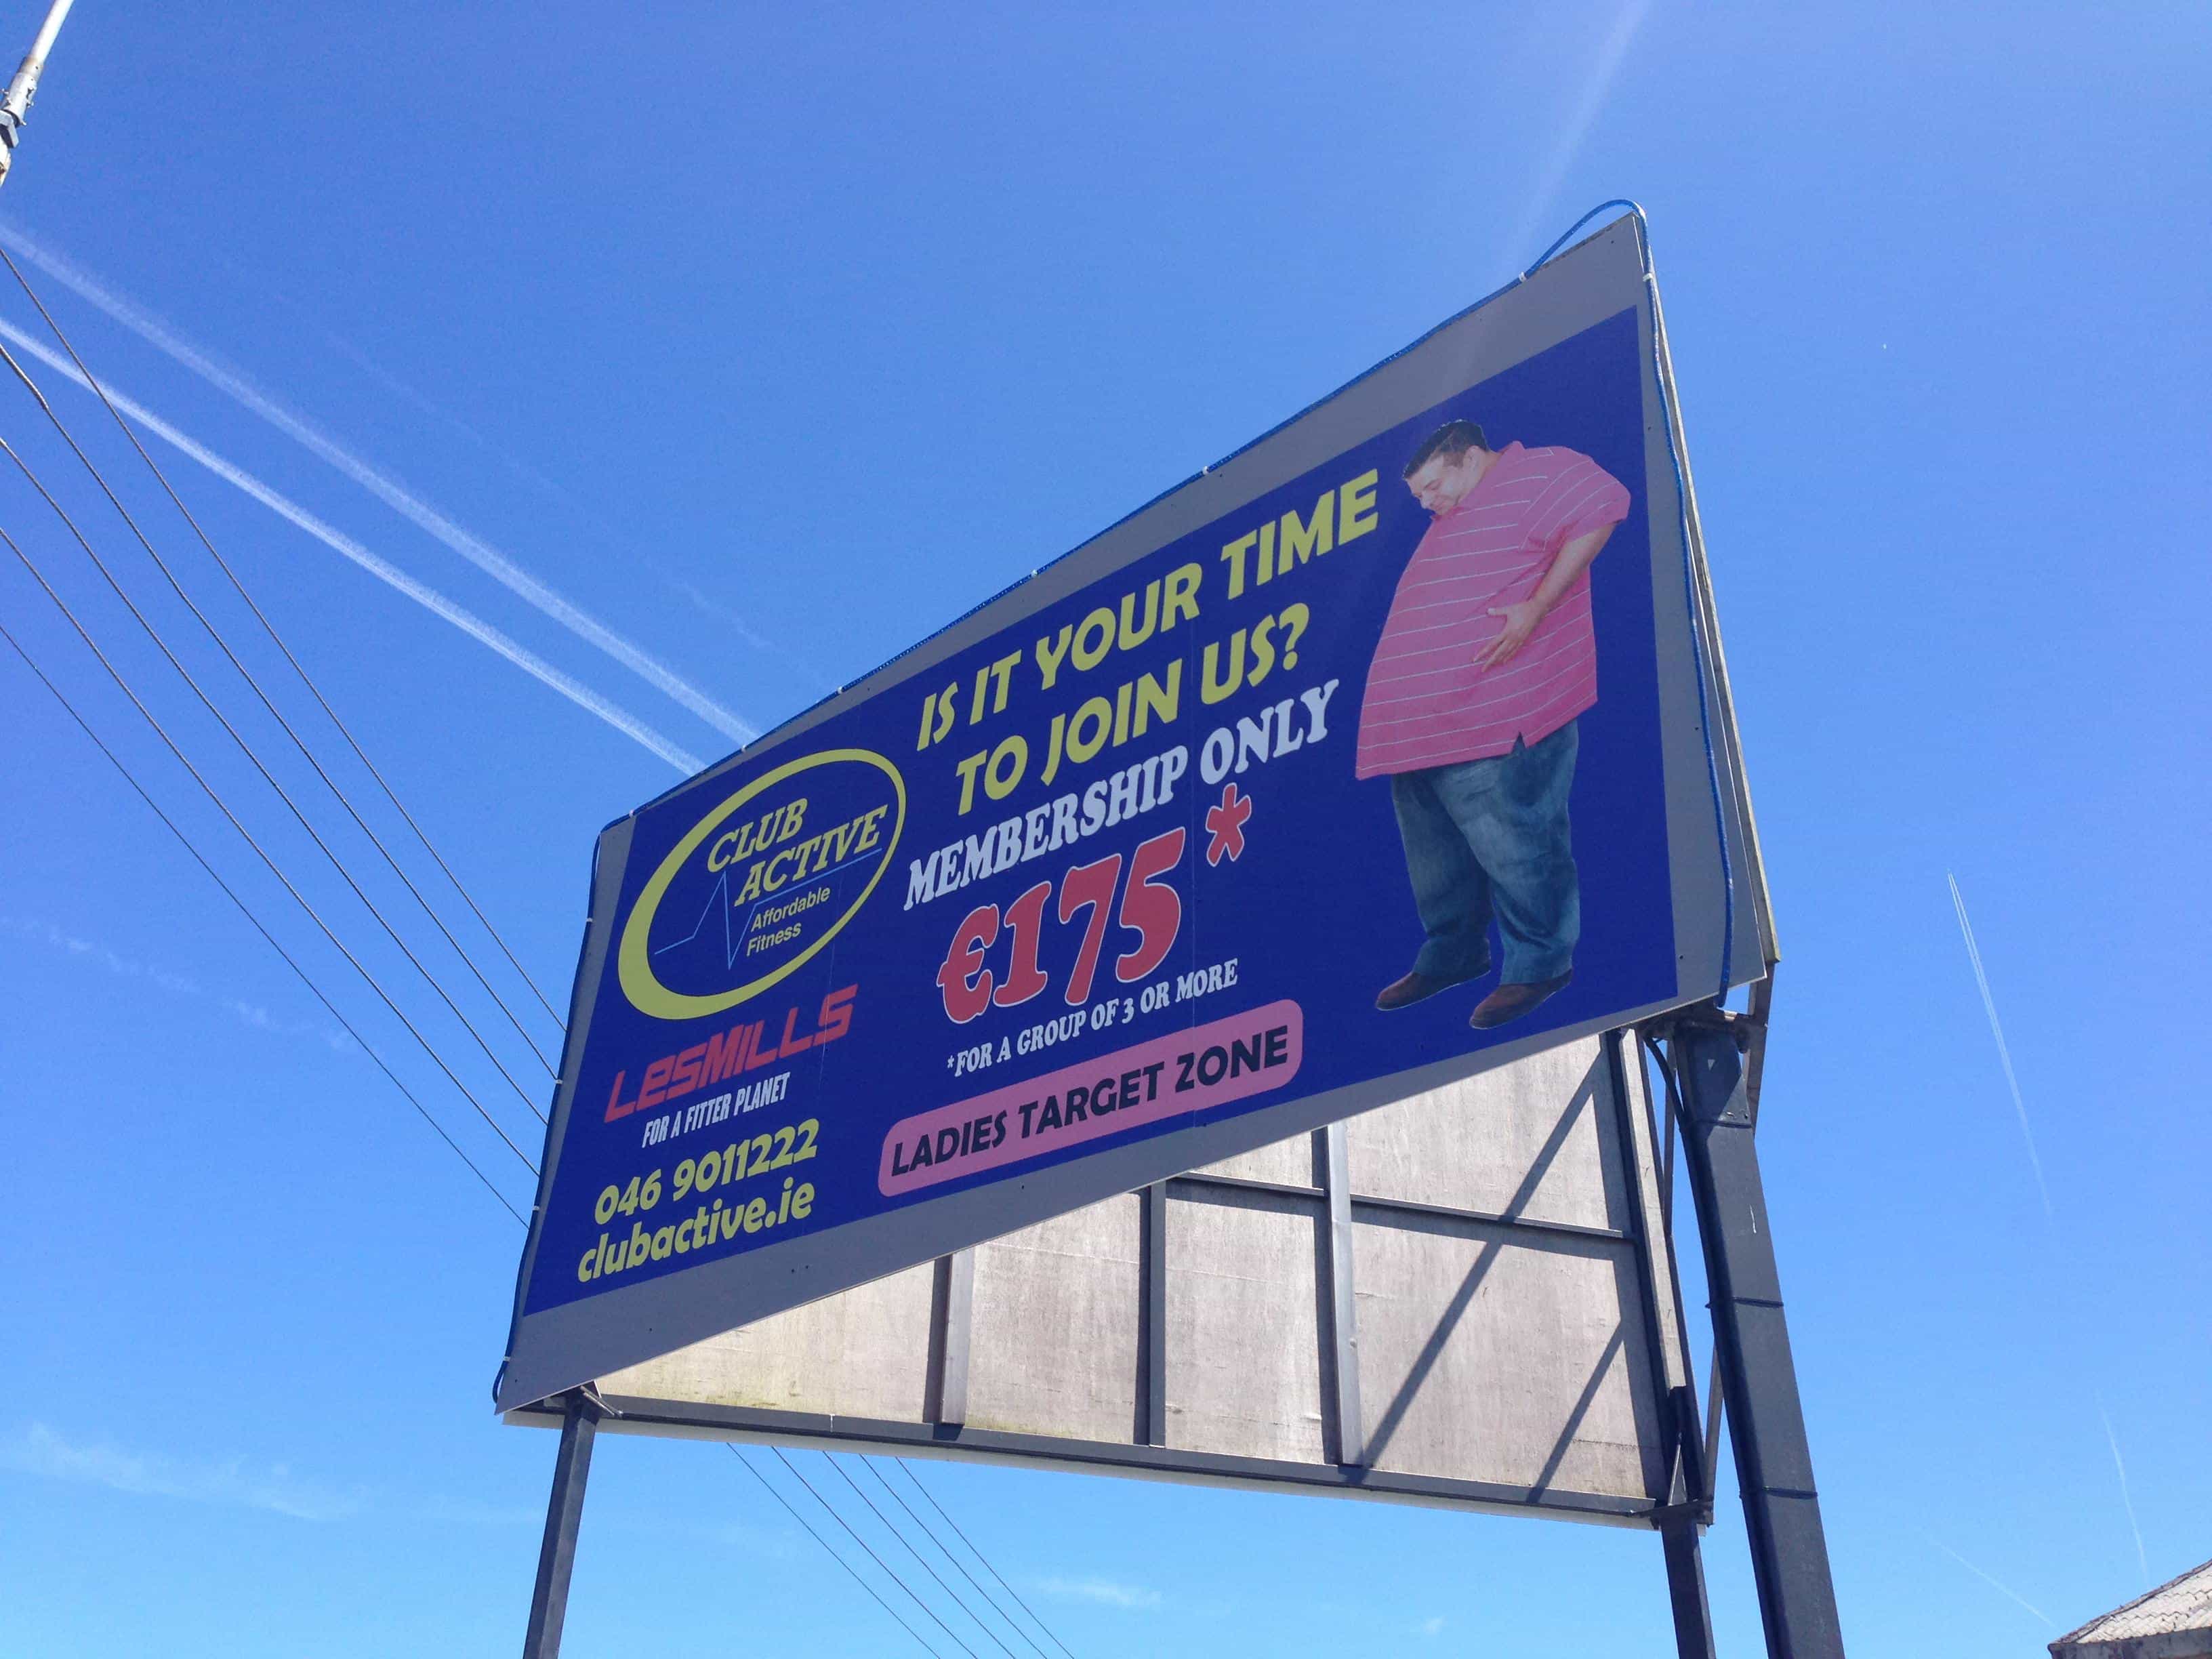 CLUB
ACTIVE
Affordable
Fitness
LESMILLS
FOR A FITTER PLANET
046 9011222
clubactive.ie
IS IT YOUR TIME
TO JOIN US?
MEMBERSHIP ONLY
€175*
*FOR A GROUP OF 3 OR MORE
LADIES TARGET ZONE